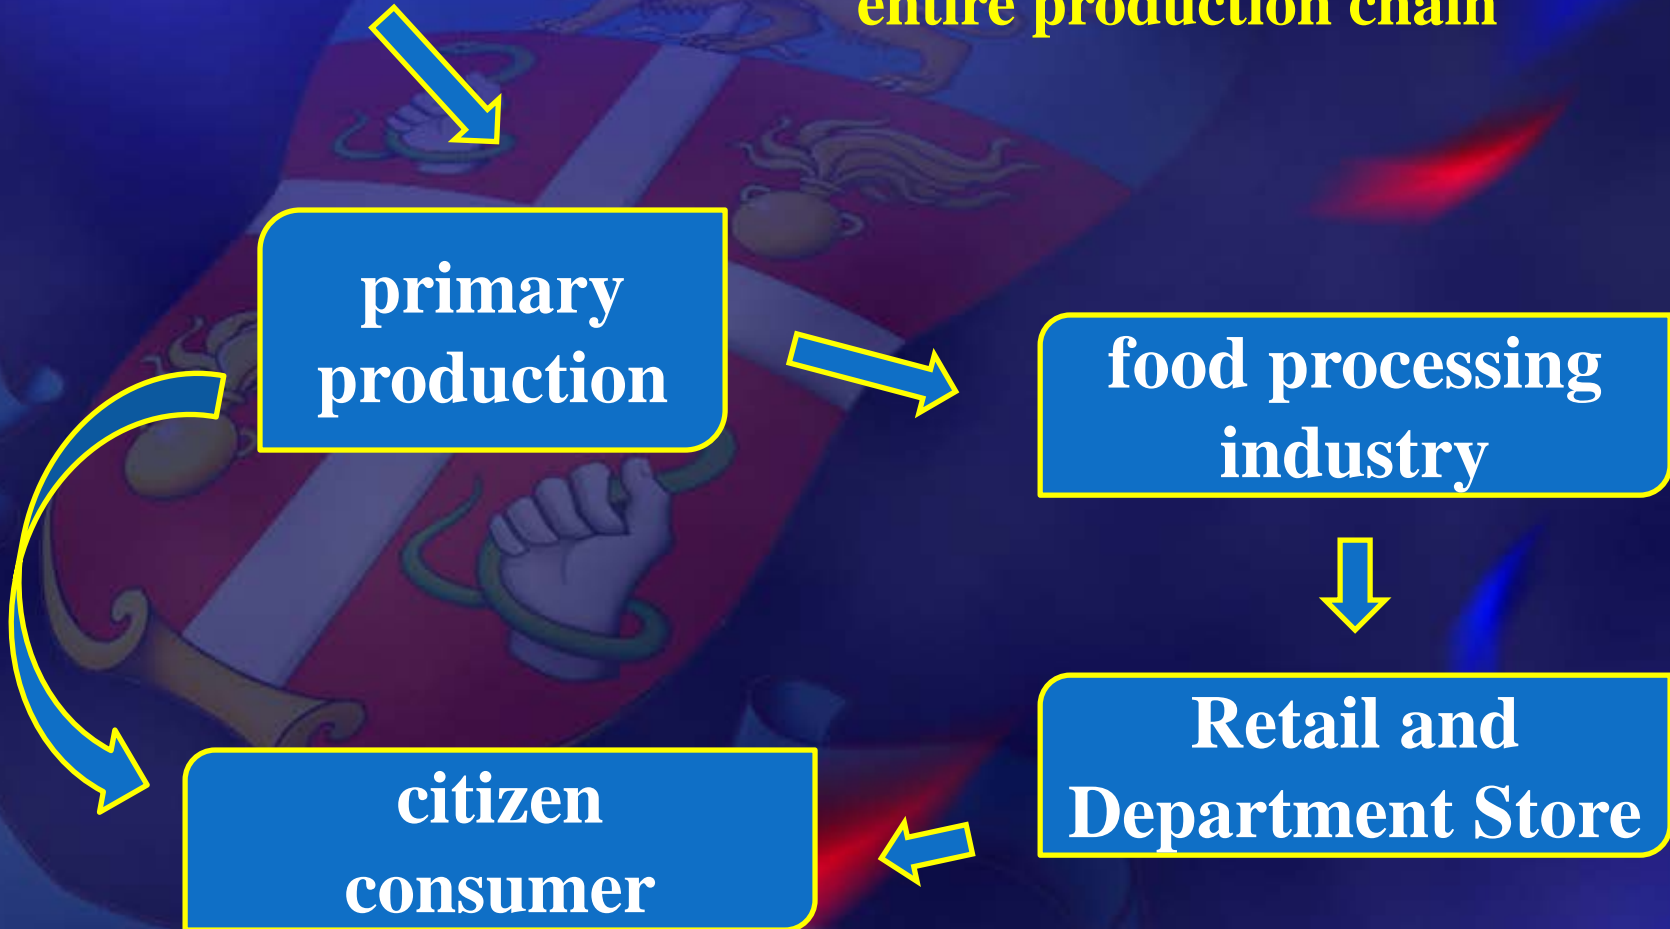 entire production chain
primary
production
food processing
industry
Retail and
Department Store
citizen
consumer